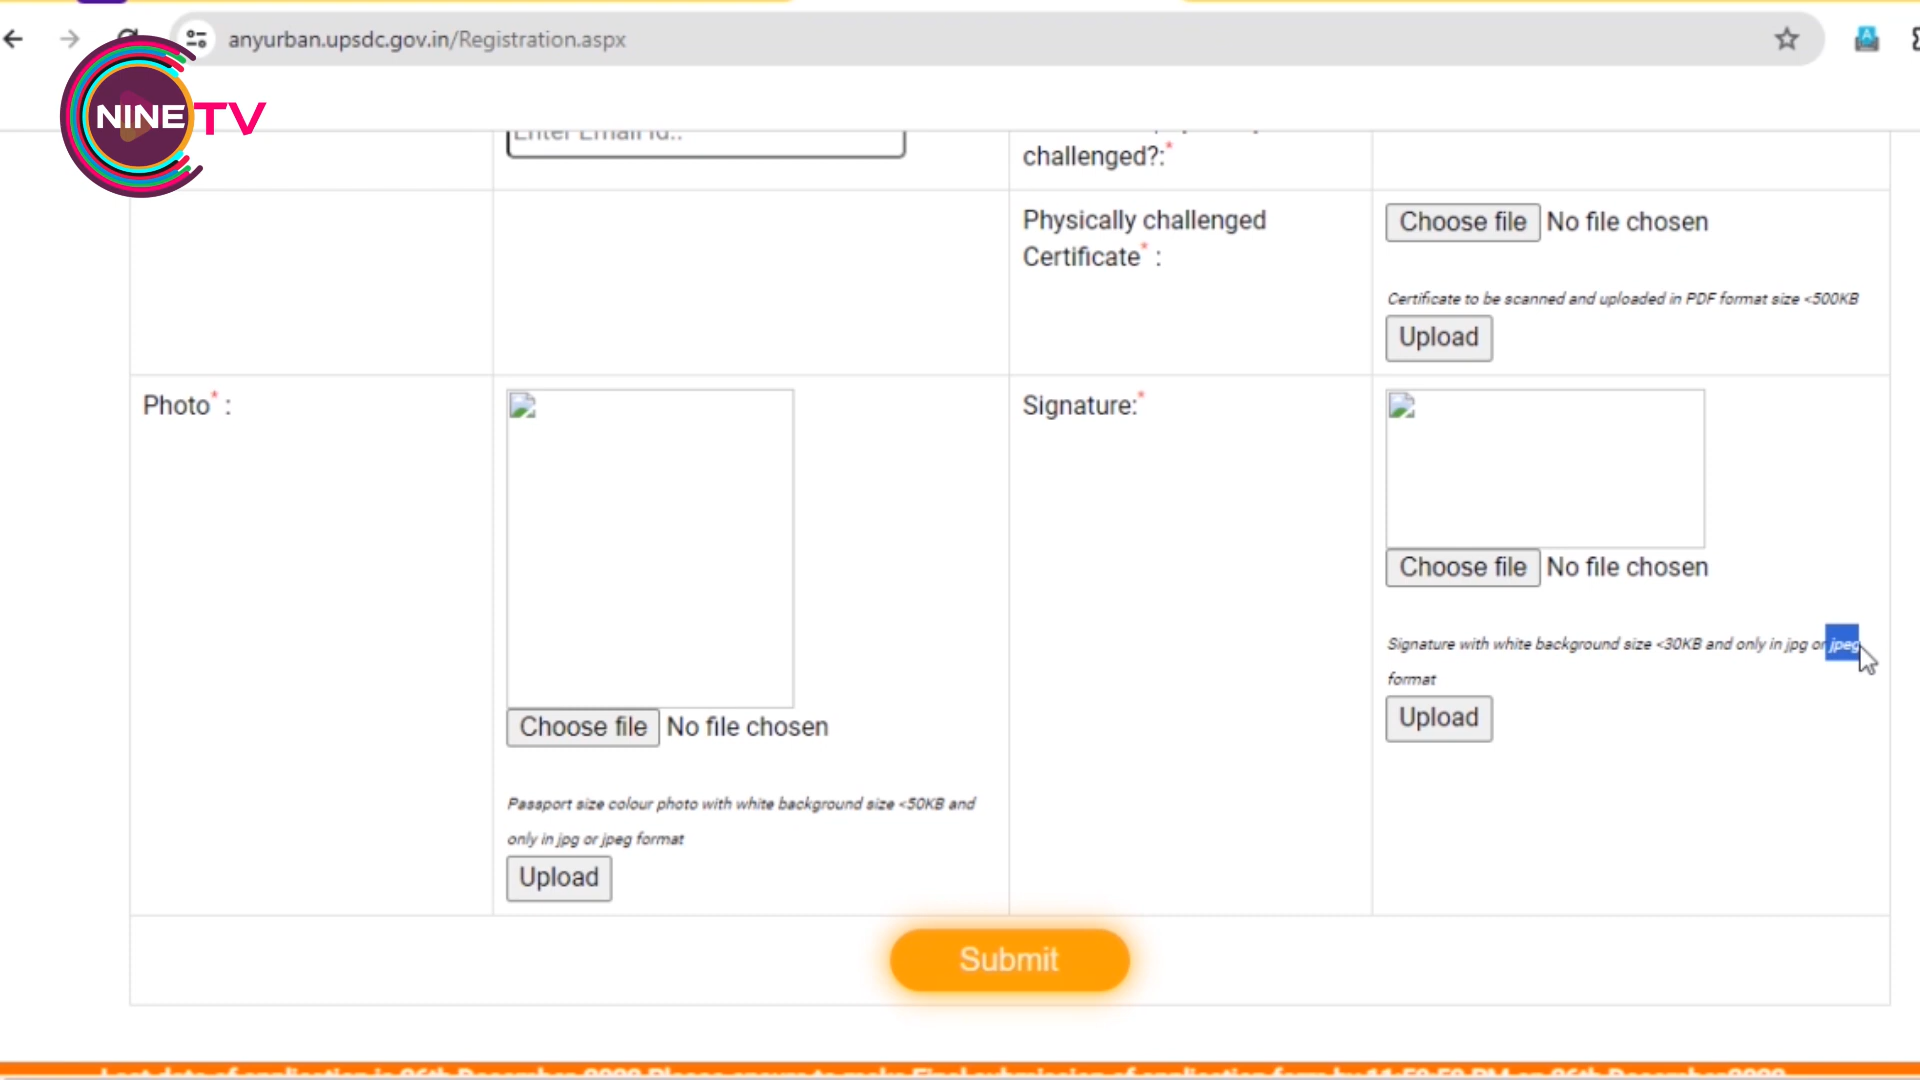 anyurban.upsdc.gov.in/Registration.aspx
NINE TV
Enter Email Id..
challenged?:*
Physically challenged
Certificate* :
Choose file No file chosen
Certificate to be scanned and uploaded in PDF format size <500KB
Upload
Photo* :
Choose file No file chosen
Passport size colour photo with white background size <50KB and
only in jpg or jpeg format
Upload
Signature:*
Choose file No file chosen
Signature with white background size <30KB and only in jpg or jpeg
format
Upload
Submit